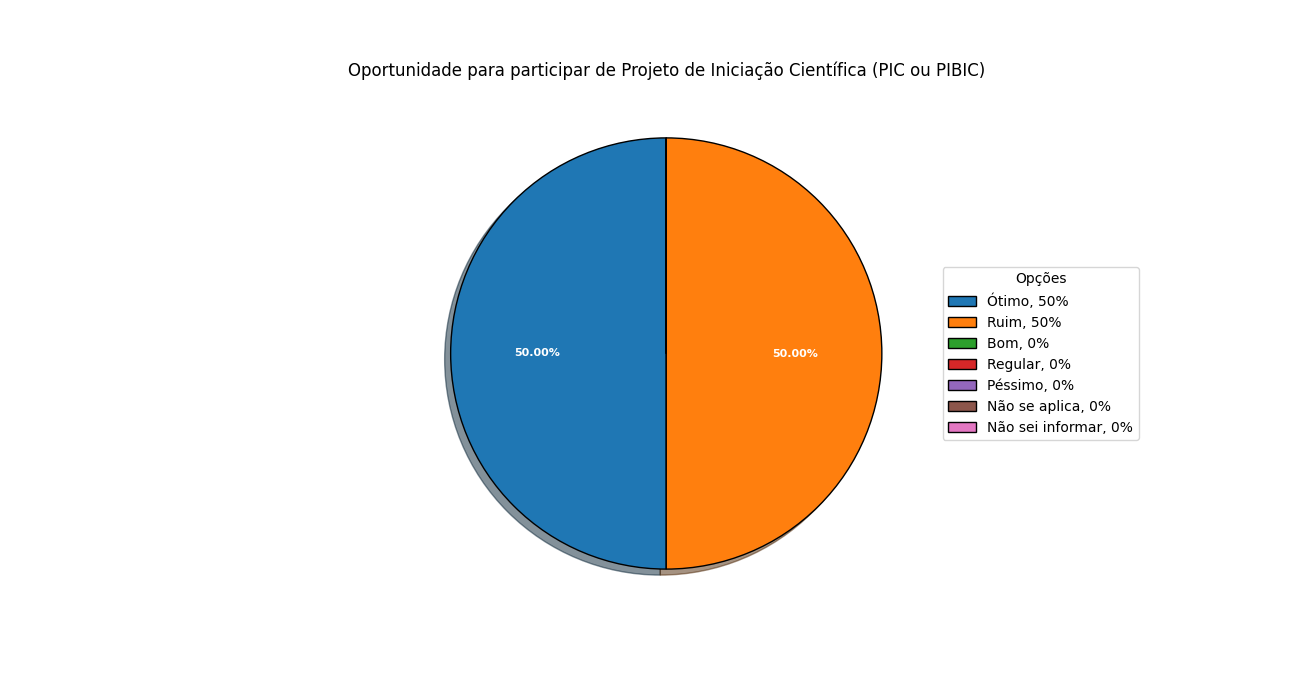 Oportunidade para participar de Projeto de Iniciação Científica (PIC ou PIBIC)
50.00%
50.00%
Opções
Ótimo, 50%
Ruim, 50%
Bom, 0%
Regular, 0%
Péssimo, 0%
Não se aplica, 0%
Não sei informar, 0%